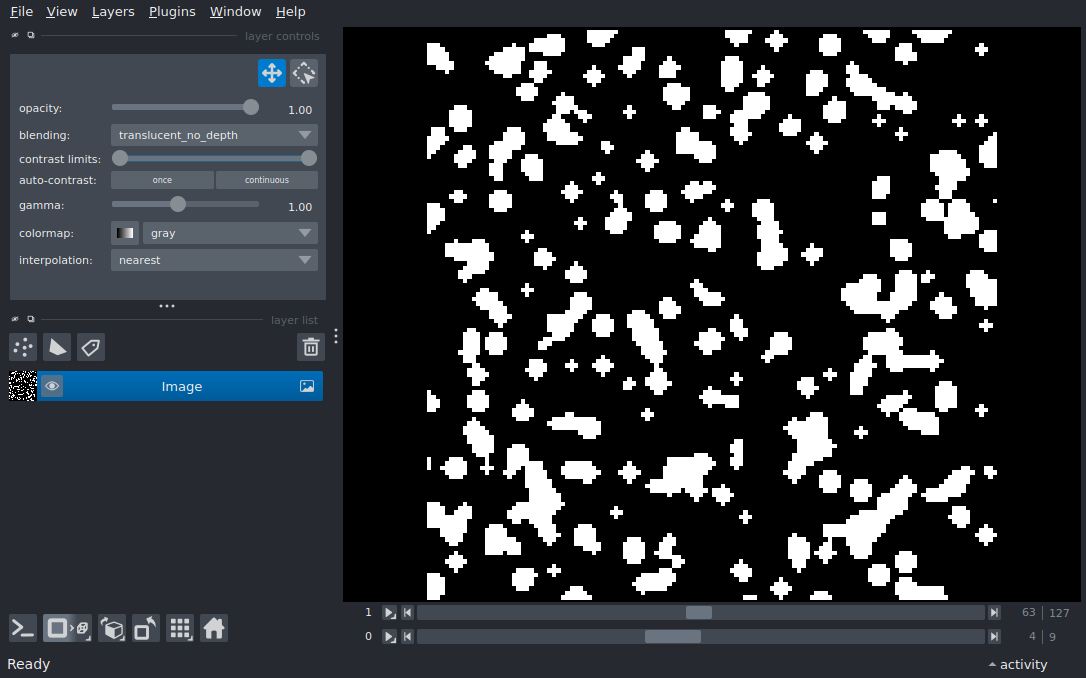 File View Layers Plugins Window Help
layer controls
opacity: 1.00
blending: translucent_no_depth
contrast limits:
auto-contrast: once continuous
gamma: 1.00
colormap: gray
interpolation: nearest
layer list
Image
1 63 127
0 4 9
Ready activity